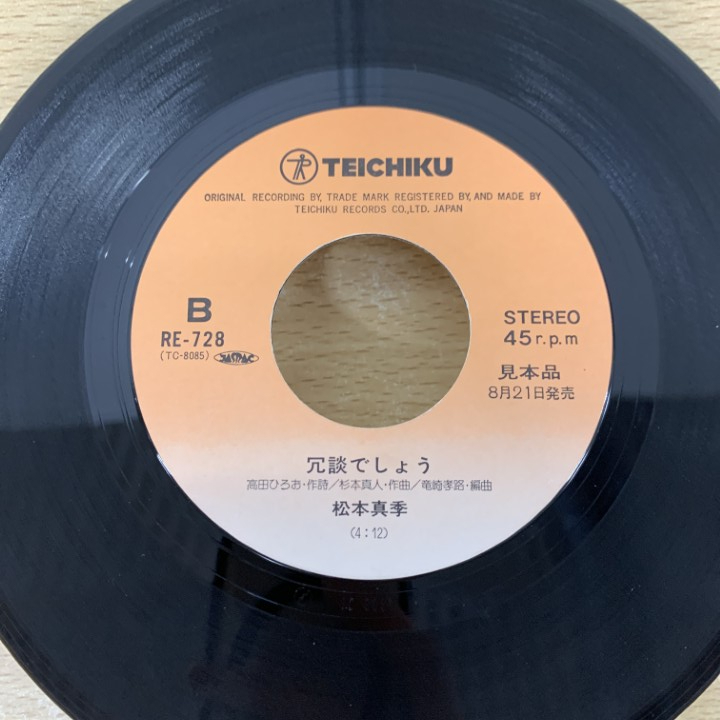 TEICHIKU
ORIGINAL RECORDING BY, TRADE MARK REGISTERED BY, AND MADE BY
TEICHIKU RECORDS CO.,LTD. JAPAN
B
RE-728
(TC-8085) JASRAC
STEREO
45 r.p.m
見本品
8月21日発売
冗談でしょう
高田ひろお・作詩/杉本真人・作曲/竜崎孝路・編曲
松本真季
(4:12)